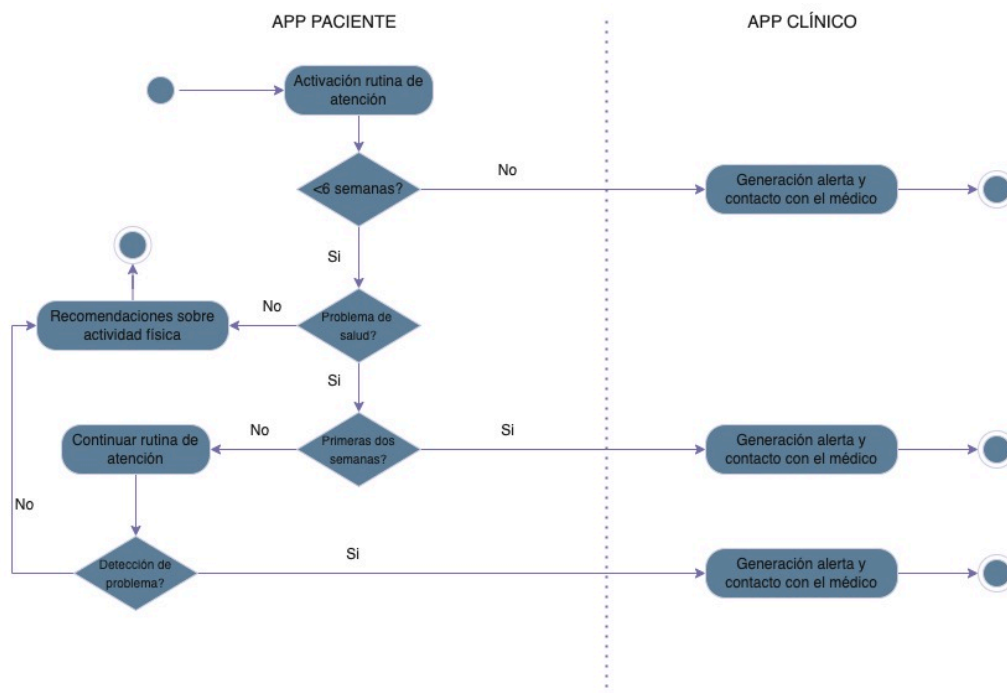 APP PACIENTE
APP CLÍNICO
Activación rutina de
atención
<6 semanas?
No
Generación alerta y
contacto con el médico
Si
Recomendaciones sobre
actividad física
No
Problema de
salud?
Si
Continuar rutina de
atención
No
Primeras dos
semanas?
Si
Generación alerta y
contacto con el médico
No
Detección de
problema?
Si
Generación alerta y
contacto con el médico